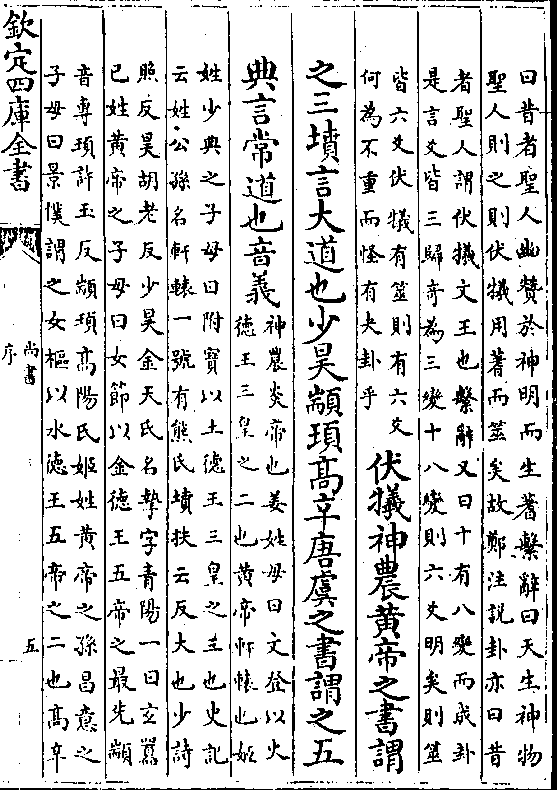 曰昔者聖人幽贊於神明而生蓍繫辭曰天生神物
聖人則之則伏犧用蓍而筮矣故鄭注說卦亦曰昔
者聖人謂伏犧文王也繫辭又曰十有八變而成卦
是言爻皆三歸奇為三變十八變則六爻明矣則筮
皆六爻伏犧有筮則有六爻
何為不重而怪有夬卦乎
伏犧神農黄帝之書謂
之三墳言大道也少昊顓頊高辛唐虞之書謂之五
典言常道也音義
神農炎帝也姜姓母曰女登以火
德王三皇之二也黄帝軒轅也姬
姓少典之子母曰附寶以土德王三皇之三也史記
云姓公孫名軒轅一號有熊氏墳扶云反大也少詩
照反昊胡老反少昊金天氏名摯字青陽一曰玄囂
已姓黄帝之子母曰女節以金德王五帝之最先顓
音專頊許玉反顓頊高陽氏姬姓黄帝之孫昌意之
子母曰景僕謂之女樞以水德王五帝之二也高辛
欽定四庫全書
尚書
序
五